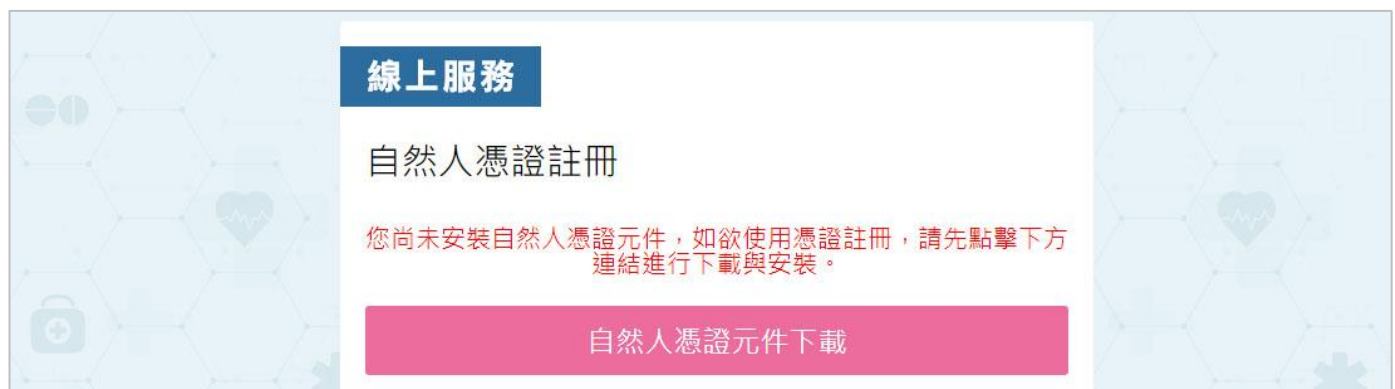 線上服務
自然人憑證註冊
您尚未安裝自然人憑證元件，如欲使用憑證註冊，請先點擊下方
連結進行下載與安裝。
自然人憑證元件下載